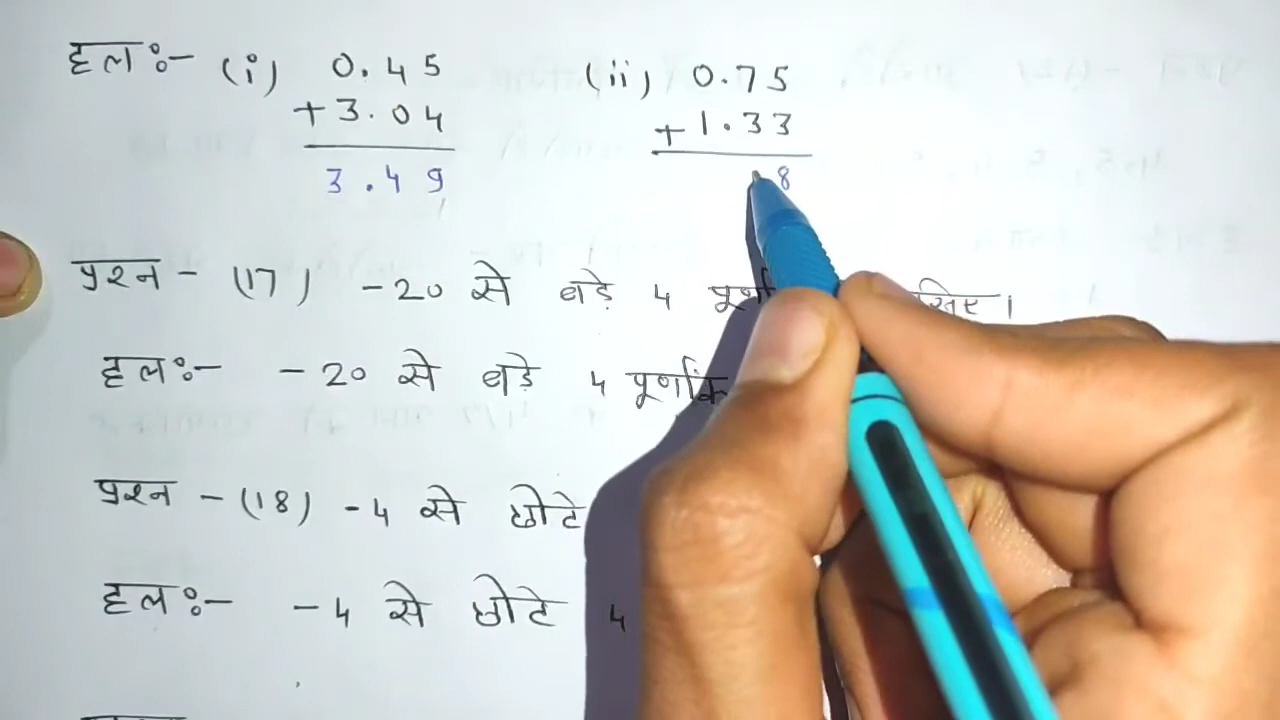 हलः- (i) 0.45 (ii) 0.75
+3.04 +1.33
3.49 8
प्रश्न - (17) -20 से बड़े 4
हलः- -20 से बड़े 4 पूर्णांक
प्रश्न - (18) -4 से छोटे
हलः- -4 से छोटे 4